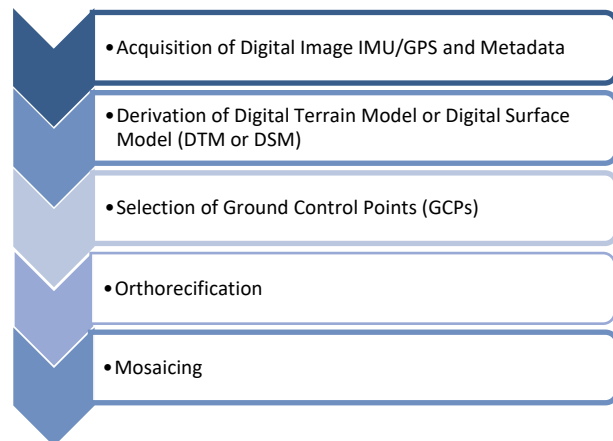 •Acquisition of Digital Image IMU/GPS and Metadata
•Derivation of Digital Terrain Model or Digital Surface
Model (DTM or DSM)
•Selection of Ground Control Points (GCPs)
•Orthorecification
•Mosaicing